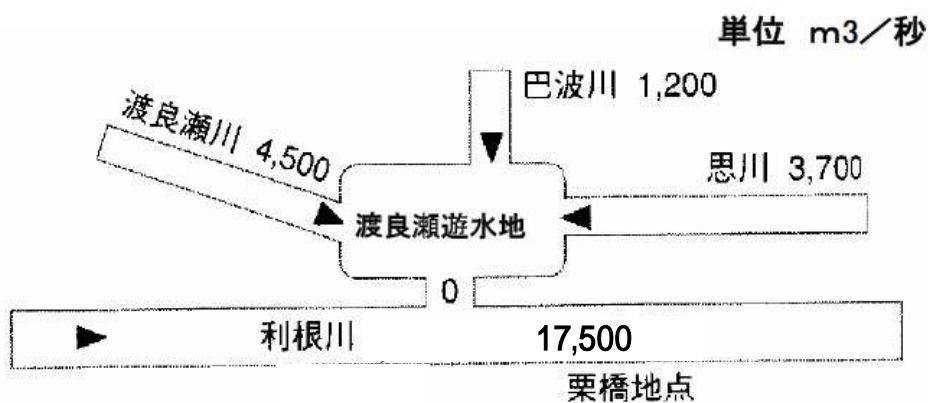 単位 m3／秒
巴波川 1,200
渡良瀬川 4,500
思川 3,700
渡良瀬遊水地
0
利根川 17,500
栗橋地点